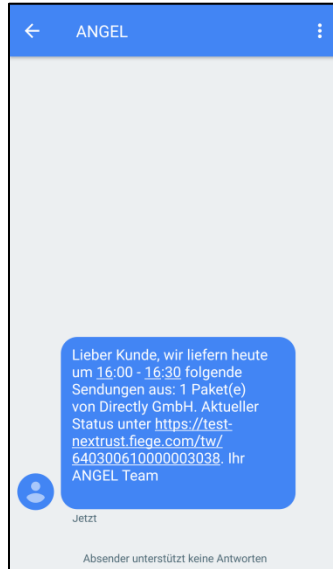 ANGEL
Lieber Kunde, wir liefern heute
um 16:00 - 16:30 folgende
Sendungen aus: 1 Paket(e)
von Directly GmbH. Aktueller
Status unter https://test-
nextrust.fiege.com/tw/
640300610000003038. Ihr
ANGEL Team
Jetzt
Absender unterstützt keine Antworten